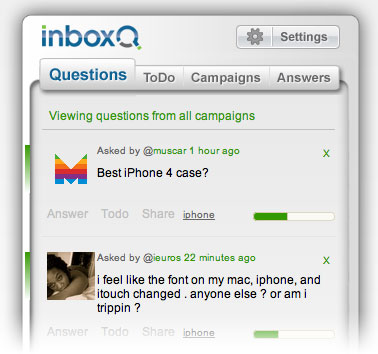 inboxQ
Settings
Questions ToDo Campaigns Answers
Viewing questions from all campaigns
Asked by @muscar 1 hour ago X
Best iPhone 4 case?
Answer Todo Share iphone
Asked by @ieuros 22 minutes ago X
i feel like the font on my mac, iphone, and
itouch changed . anyone else ? or am i
trippin ?
Answer Todo Share iphone